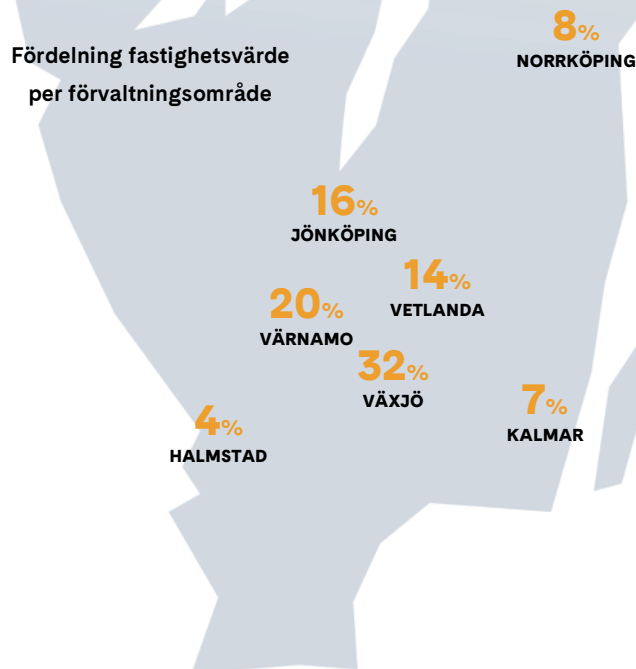 Fördelning fastighetsvärde
per förvaltningsområde
8%
NORRKÖPING
16%
JÖNKÖPING
14%
VETLANDA
20%
VÄRNAMO
32%
VÄXJÖ
7%
KALMAR
4%
HALMSTAD